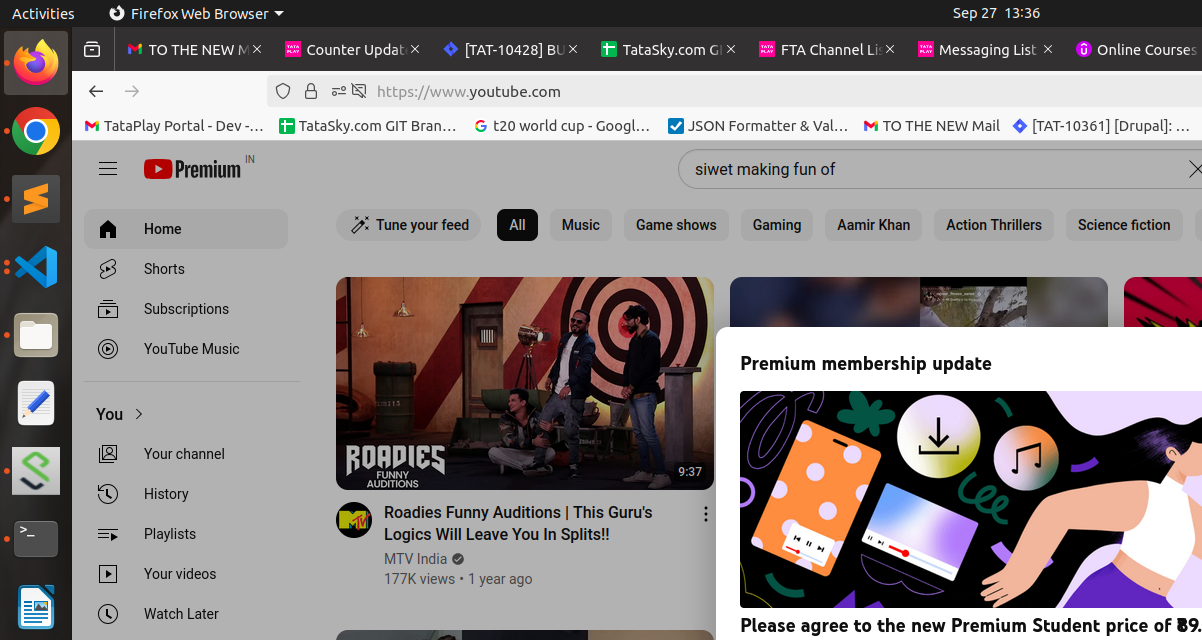 Activities
Firefox Web Browser
Sep 27 13:36
TO THE NEW M
Counter Update
[TAT-10428] BU
TataSky.com GI
FTA Channel Lis
Messaging List
Online Courses
https://www.youtube.com
TataPlay Portal - Dev -...
TataSky.com GIT Bran...
t20 world cup - Googl...
JSON Formatter & Val...
TO THE NEW Mail
[TAT-10361] [Drupal]: ...
Premium IN
siwet making fun of
Home
Shorts
Subscriptions
YouTube Music
You
Your channel
History
Playlists
Your videos
Watch Later
Tune your feed
All
Music
Game shows
Gaming
Aamir Khan
Action Thrillers
Science fiction
ROADIES
FUNNY
AUDITIONS
9:37
Roadies Funny Auditions | This Guru's
Logics Will Leave You In Splits!!
MTV India
177K views • 1 year ago
Premium membership update
Please agree to the new Premium Student price of ₹89.